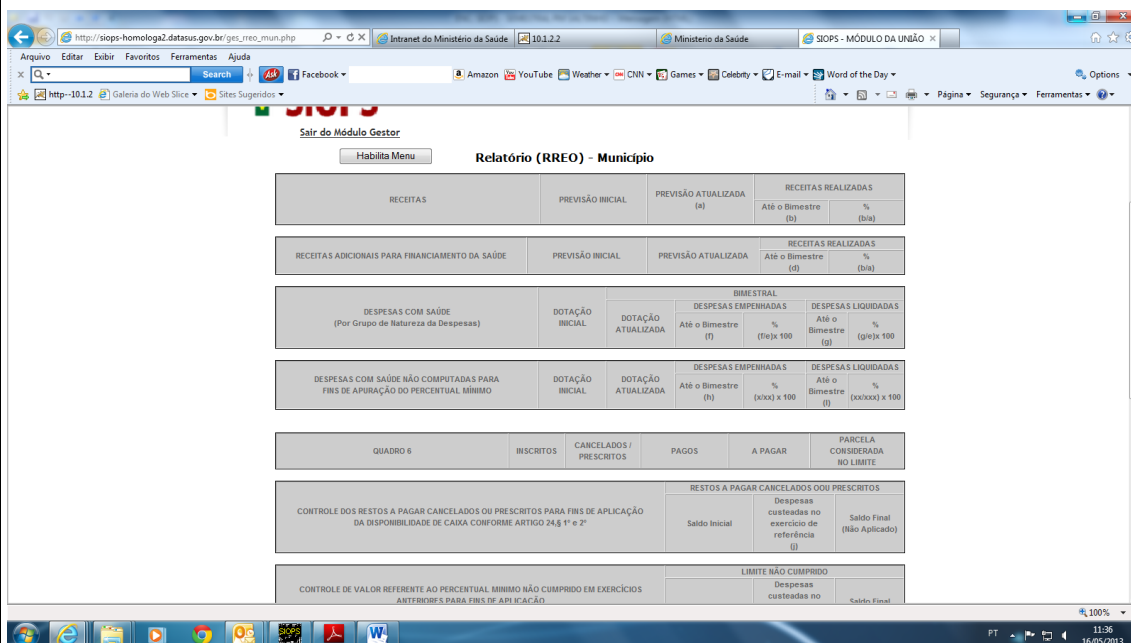 http://siops-homologa2.datasus.gov.br/ges_rreo_mun.php
Intranet do Ministério da Saúde
10.1.2.2
Ministerio da Saúde
SIOPS - MÓDULO DA UNIÃO
Arquivo Editar Exibir Favoritos Ferramentas Ajuda
Search
Ask
Facebook
Amazon
YouTube
Weather
CNN
Games
Celebrity
E-mail
Word of the Day
Options
http--10.1.2
Galeria do Web Slice
Sites Sugeridos
Página
Segurança
Ferramentas
Sair do Módulo Gestor
Habilita Menu
Relatório (RREO) - Município
RECEITAS
PREVISÃO INICIAL
PREVISÃO ATUALIZADA
(a)
RECEITAS REALIZADAS
Até o Bimestre
(b)
%
(b/a)
RECEITAS ADICIONAIS PARA FINANCIAMENTO DA SAÚDE
PREVISÃO INICIAL
PREVISÃO ATUALIZADA
RECEITAS REALIZADAS
Até o Bimestre
(d)
%
(b/a)
DESPESAS COM SAÚDE
(Por Grupo de Natureza da Despesas)
DOTAÇÃO
INICIAL
BIMESTRAL
DOTAÇÃO
ATUALIZADA
DESPESAS EMPENHADAS
Até o Bimestre
(f)
%
(f/e)x 100
DESPESAS LIQUIDADAS
Até o
Bimestre
(g)
%
(g/e)x 100
DESPESAS COM SAÚDE NÃO COMPUTADAS PARA
FINS DE APURAÇÃO DO PERCENTUAL MÍNIMO
DOTAÇÃO
INICIAL
DOTAÇÃO
ATUALIZADA
DESPESAS EMPENHADAS
Até o Bimestre
(h)
%
(x/xx) x 100
DESPESAS LIQUIDADAS
Até o
Bimestre
(I)
%
(xx/xxx) x 100
QUADRO 6
INSCRITOS
CANCELADOS /
PRESCRITOS
PAGOS
A PAGAR
PARCELA
CONSIDERADA
NO LIMITE
CONTROLE DOS RESTOS A PAGAR CANCELADOS OU PRESCRITOS PARA FINS DE APLICAÇÃO
DA DISPONIBILIDADE DE CAIXA CONFORME ARTIGO 24,§ 1º e 2º
RESTOS A PAGAR CANCELADOS OOU PRESCRITOS
Saldo Inicial
Despesas
custeadas no
exercício de
referência
(j)
Saldo Final
(Não Aplicado)
CONTROLE DE VALOR REFERENTE AO PERCENTUAL MINIMO NÃO CUMPRIDO EM EXERCÍCIOS
ANTERIORES PARA FINS DE APLICAÇÃO
LIMITE NÃO CUMPRIDO
Despesas
custeadas no
Saldo Final
100%
SIOPS
PT
11:36
16/05/2013